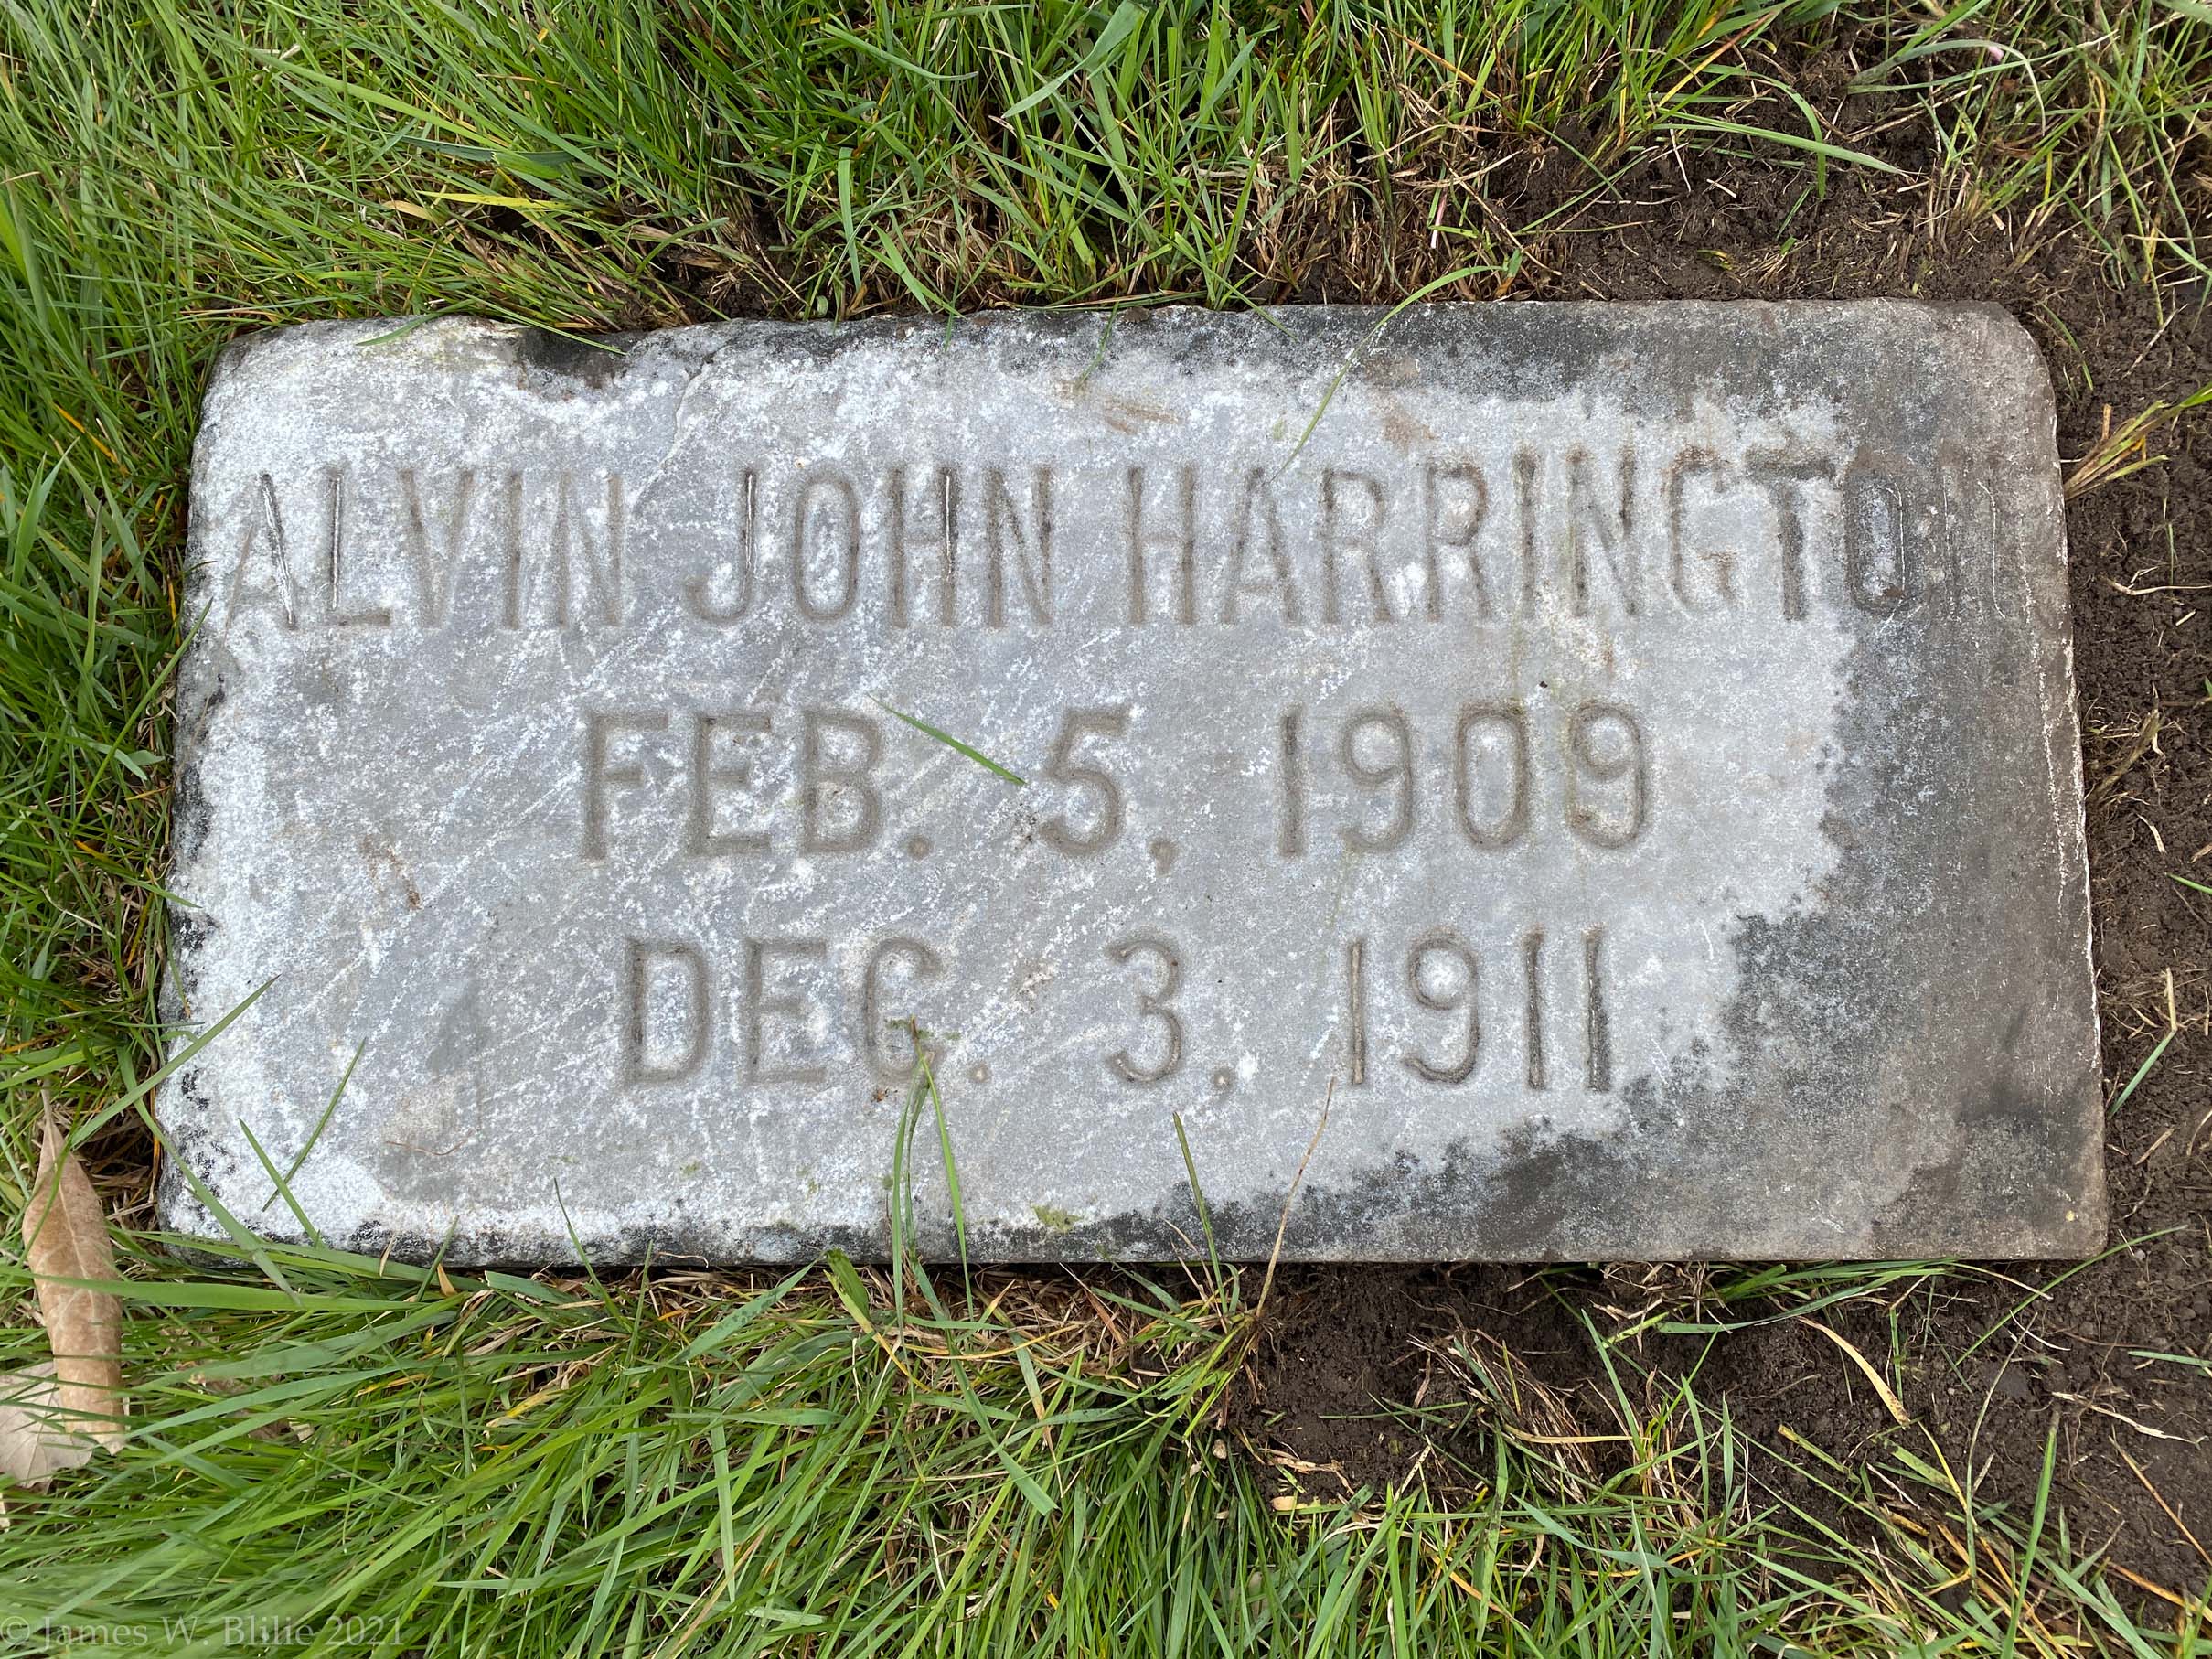 ALVIN JOHN HARRINGTON
FEB. 5, 1909
DEC. 3, 1911
© James W. Blilie 2021